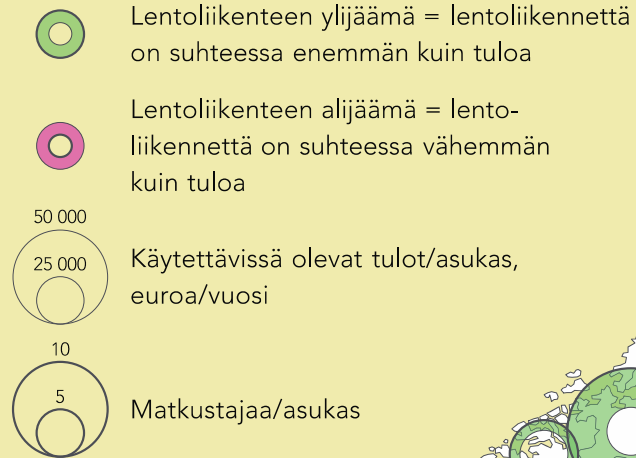 Lentoliikenteen ylijäämä = lentoliikennettä
on suhteessa enemmän kuin tuloa
Lentoliikenteen alijäämä = lento-
liikennettä on suhteessa vähemmän
kuin tuloa
50 000
25 000
Käytettävissä olevat tulot/asukas,
euroa/vuosi
10
5
Matkustajaa/asukas